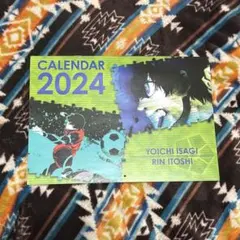 CALENDAR
2024
YOICHI ISAGI
RIN ITOSHI